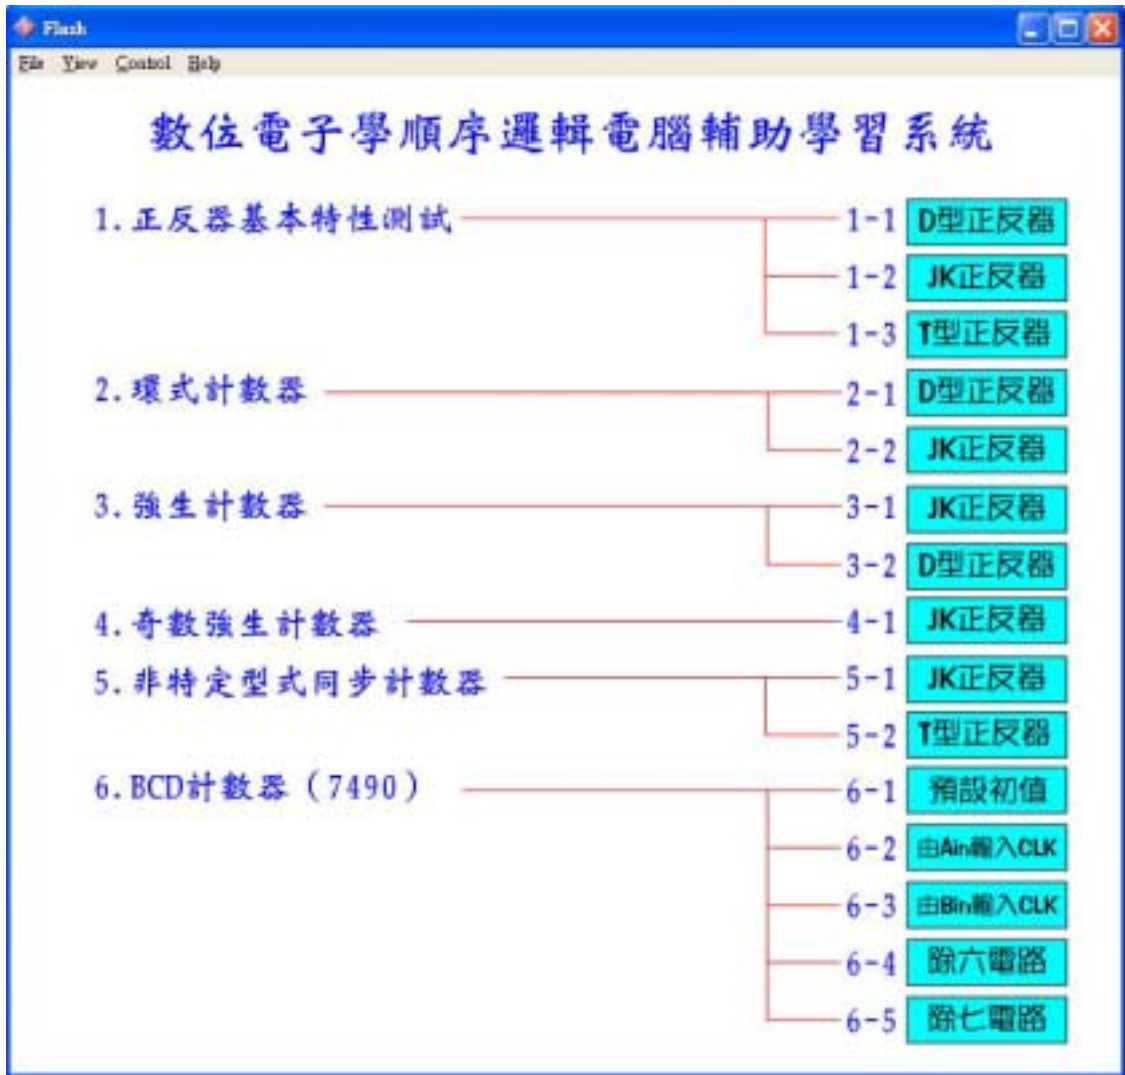 Flash
File View Control Help
數位電子學順序邏輯電腦輔助學習系統
1.正反器基本特性測試 1-1 D型正反器
1-2 JK正反器
1-3 T型正反器
2.環式計數器 2-1 D型正反器
2-2 JK正反器
3.強生計數器 3-1 JK正反器
3-2 D型正反器
4.奇數強生計數器 4-1 JK正反器
5.非特定型式同步計數器 5-1 JK正反器
5-2 T型正反器
6.BCD計數器（7490） 6-1 預設初值
6-2 由Ain輸入CLK
6-3 由Bin輸入CLK
6-4 除六電路
6-5 除七電路